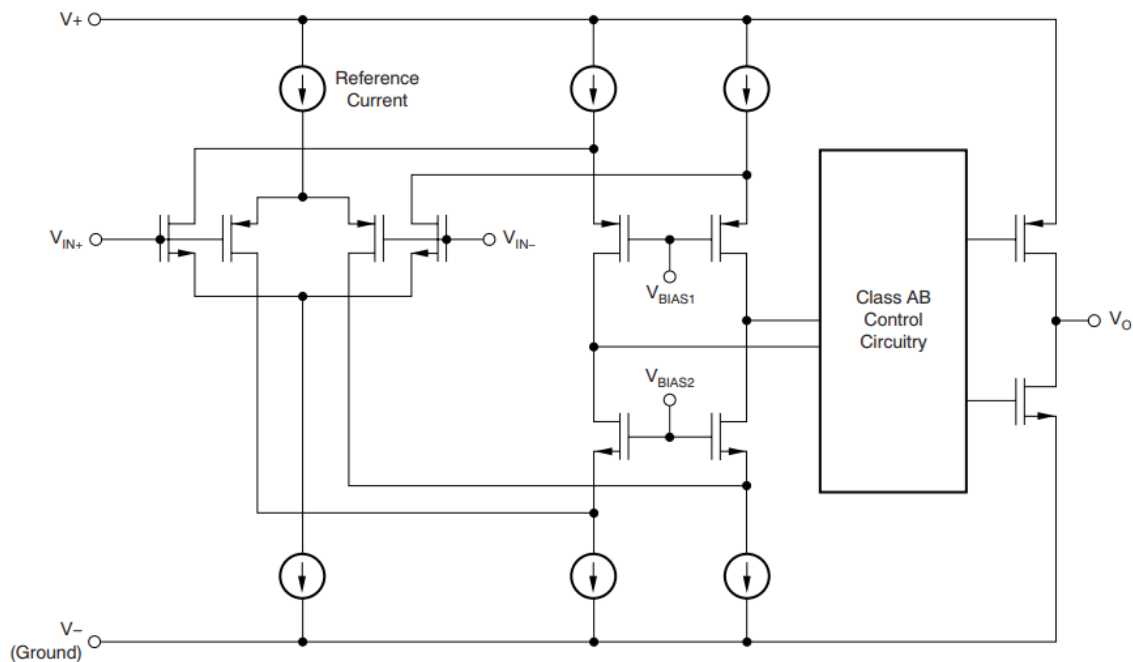 V+
Reference
Current
VIN+
VIN–
VBIAS1
Class AB
Control
Circuitry
VO
VBIAS2
V–
(Ground)